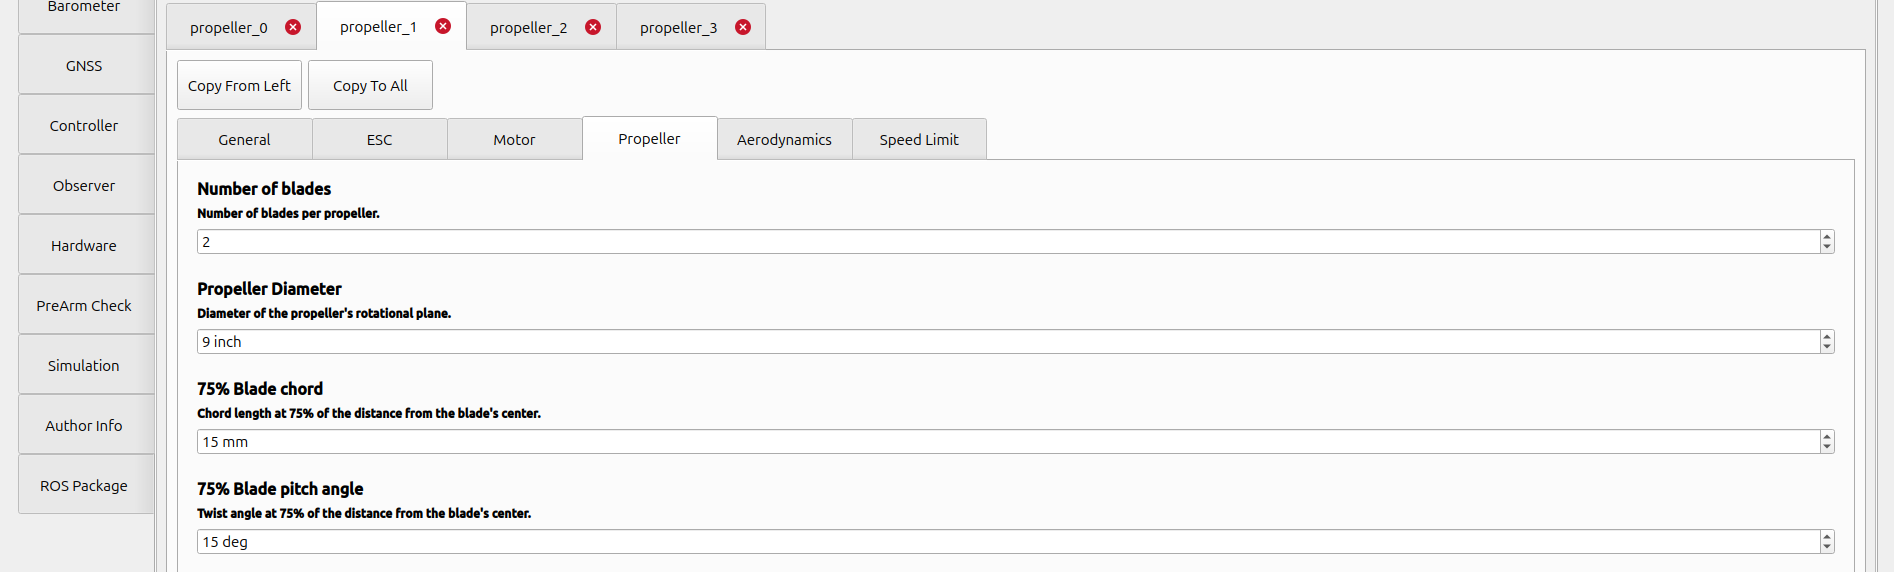 Barometer
GNSS
Controller
Observer
Hardware
PreArm Check
Simulation
Author Info
ROS Package
propeller_0 propeller_1 propeller_2 propeller_3
Copy From Left Copy To All
General ESC Motor Propeller Aerodynamics Speed Limit
Number of blades
Number of blades per propeller.
2
Propeller Diameter
Diameter of the propeller's rotational plane.
9 inch
75% Blade chord
Chord length at 75% of the distance from the blade's center.
15 mm
75% Blade pitch angle
Twist angle at 75% of the distance from the blade's center.
15 deg